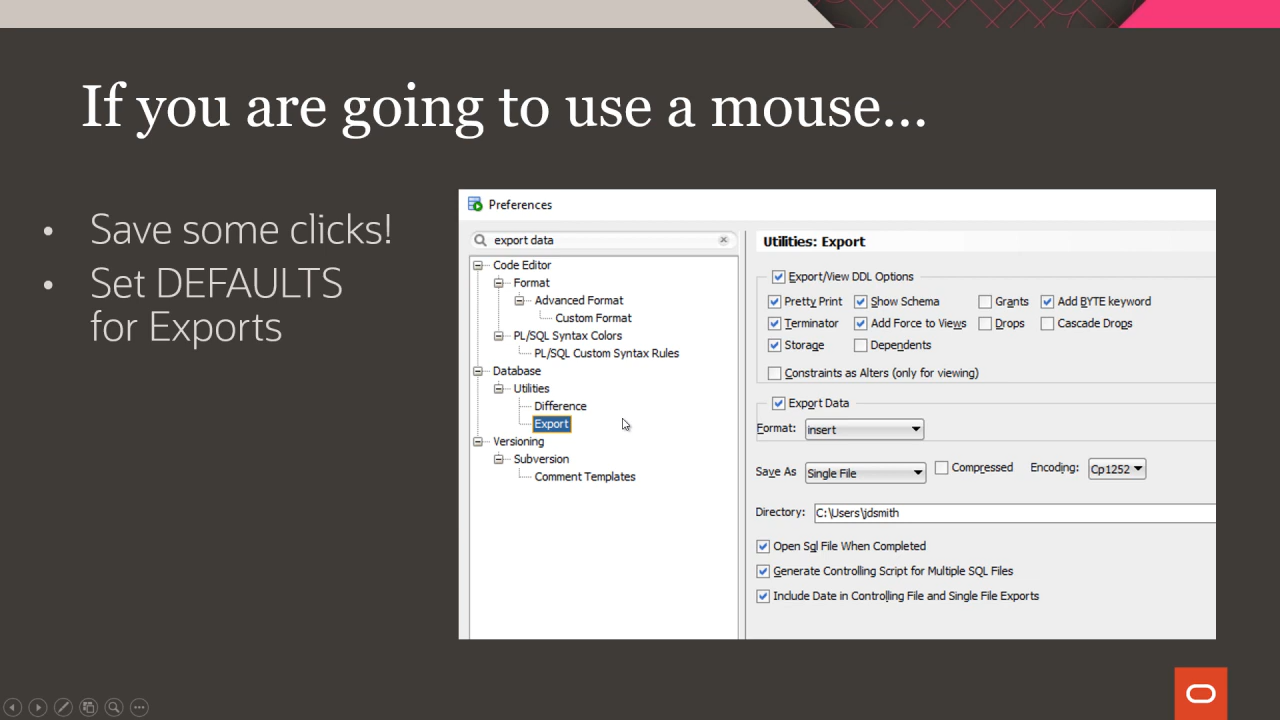 If you are going to use a mouse...
• Save some clicks!
• Set DEFAULTS
for Exports
Preferences
export data
Code Editor
Format
Advanced Format
Custom Format
PL/SQL Syntax Colors
PL/SQL Custom Syntax Rules
Database
Utilities
Difference
Export
Versioning
Subversion
Comment Templates
Utilities: Export
Export/View DDL Options
Pretty Print Show Schema Grants Add BYTE keyword
Terminator Add Force to Views Drops Cascade Drops
Storage Dependents
Constraints as Alters (only for viewing)
Export Data
Format: insert
Save As Single File Compressed Encoding: Cp1252
Directory: C:\Users\jdsmith
Open Sql File When Completed
Generate Controlling Script for Multiple SQL Files
Include Date in Controlling File and Single File Exports